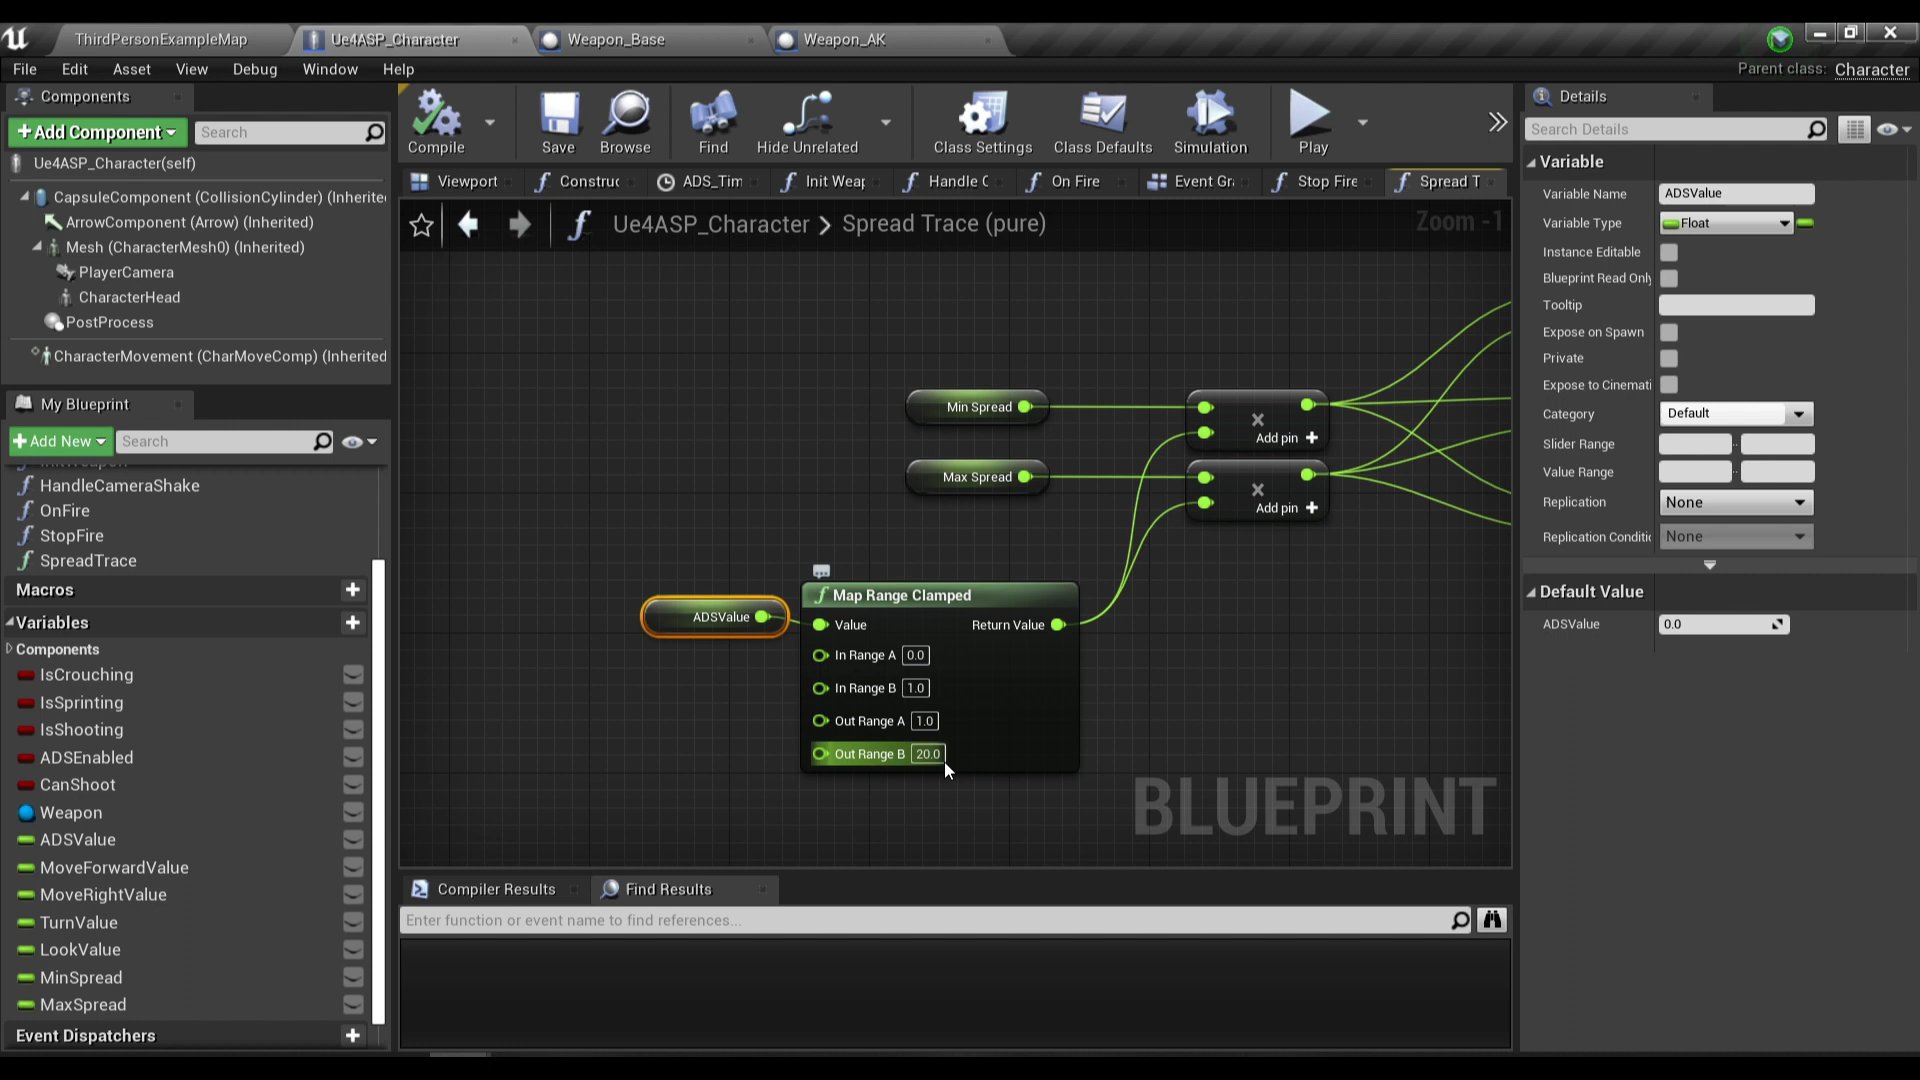 ThirdPersonExampleMap
Ue4ASP_Character
Weapon_Base
Weapon_AK
File
Edit
Asset
View
Debug
Window
Help
Parent class: Character
Components
+Add Component
Search
Ue4ASP_Character(self)
CapsuleComponent (CollisionCylinder) (Inherite
ArrowComponent (Arrow) (Inherited)
Mesh (CharacterMesh0) (Inherited)
PlayerCamera
CharacterHead
PostProcess
CharacterMovement (CharMoveComp) (Inherited
My Blueprint
+Add New
Search
HandleCameraShake
OnFire
StopFire
SpreadTrace
Macros
Variables
Components
IsCrouching
IsSprinting
IsShooting
ADSEnabled
CanShoot
Weapon
ADSValue
MoveForwardValue
MoveRightValue
TurnValue
LookValue
MinSpread
MaxSpread
Event Dispatchers
Compile
Save
Browse
Find
Hide Unrelated
Class Settings
Class Defaults
Simulation
Play
Viewport
Construc
ADS_Tim
Init Weap
Handle C
On Fire
Event Gr
Stop Fire
Spread T
Ue4ASP_Character > Spread Trace (pure)
Zoom -1
Min Spread
Add pin +
Max Spread
Add pin +
ADSValue
Map Range Clamped
Value
Return Value
In Range A 0.0
In Range B 1.0
Out Range A 1.0
Out Range B 20.0
BLUEPRINT
Compiler Results
Find Results
Enter function or event name to find references...
Details
Search Details
Variable
Variable Name ADSValue
Variable Type Float
Instance Editable
Blueprint Read Only
Tooltip
Expose on Spawn
Private
Expose to Cinemati
Category Default
Slider Range
Value Range
Replication None
Replication Conditio None
Default Value
ADSValue 0.0